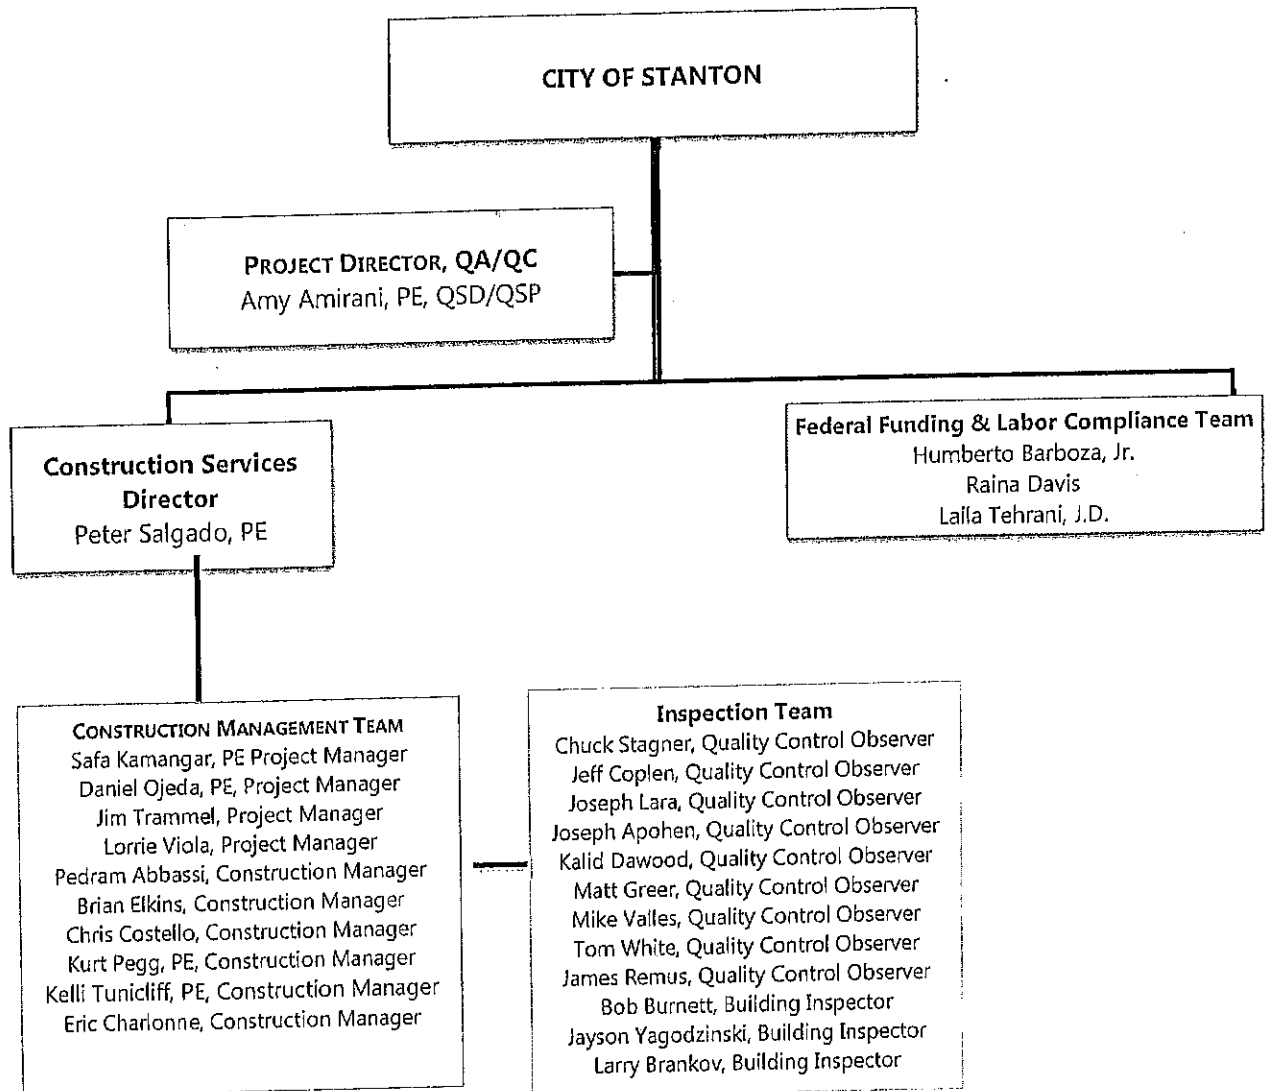 CITY OF STANTON
PROJECT DIRECTOR, QA/QC
Amy Amirani, PE, QSD/QSP
Construction Services
Director
Peter Salgado, PE
Federal Funding & Labor Compliance Team
Humberto Barboza, Jr.
Raina Davis
Laila Tehrani, J.D.
CONSTRUCTION MANAGEMENT TEAM
Safa Kamangar, PE Project Manager
Daniel Ojeda, PE, Project Manager
Jim Trammel, Project Manager
Lorrie Viola, Project Manager
Pedram Abbassi, Construction Manager
Brian Elkins, Construction Manager
Chris Costello, Construction Manager
Kurt Pegg, PE, Construction Manager
Kelli Tunicliff, PE, Construction Manager
Eric Charlonne, Construction Manager
Inspection Team
Chuck Stagner, Quality Control Observer
Jeff Coplen, Quality Control Observer
Joseph Lara, Quality Control Observer
Joseph Apohen, Quality Control Observer
Kalid Dawood, Quality Control Observer
Matt Greer, Quality Control Observer
Mike Valles, Quality Control Observer
Tom White, Quality Control Observer
James Remus, Quality Control Observer
Bob Burnett, Building Inspector
Jayson Yagodzinski, Building Inspector
Larry Brankov, Building Inspector